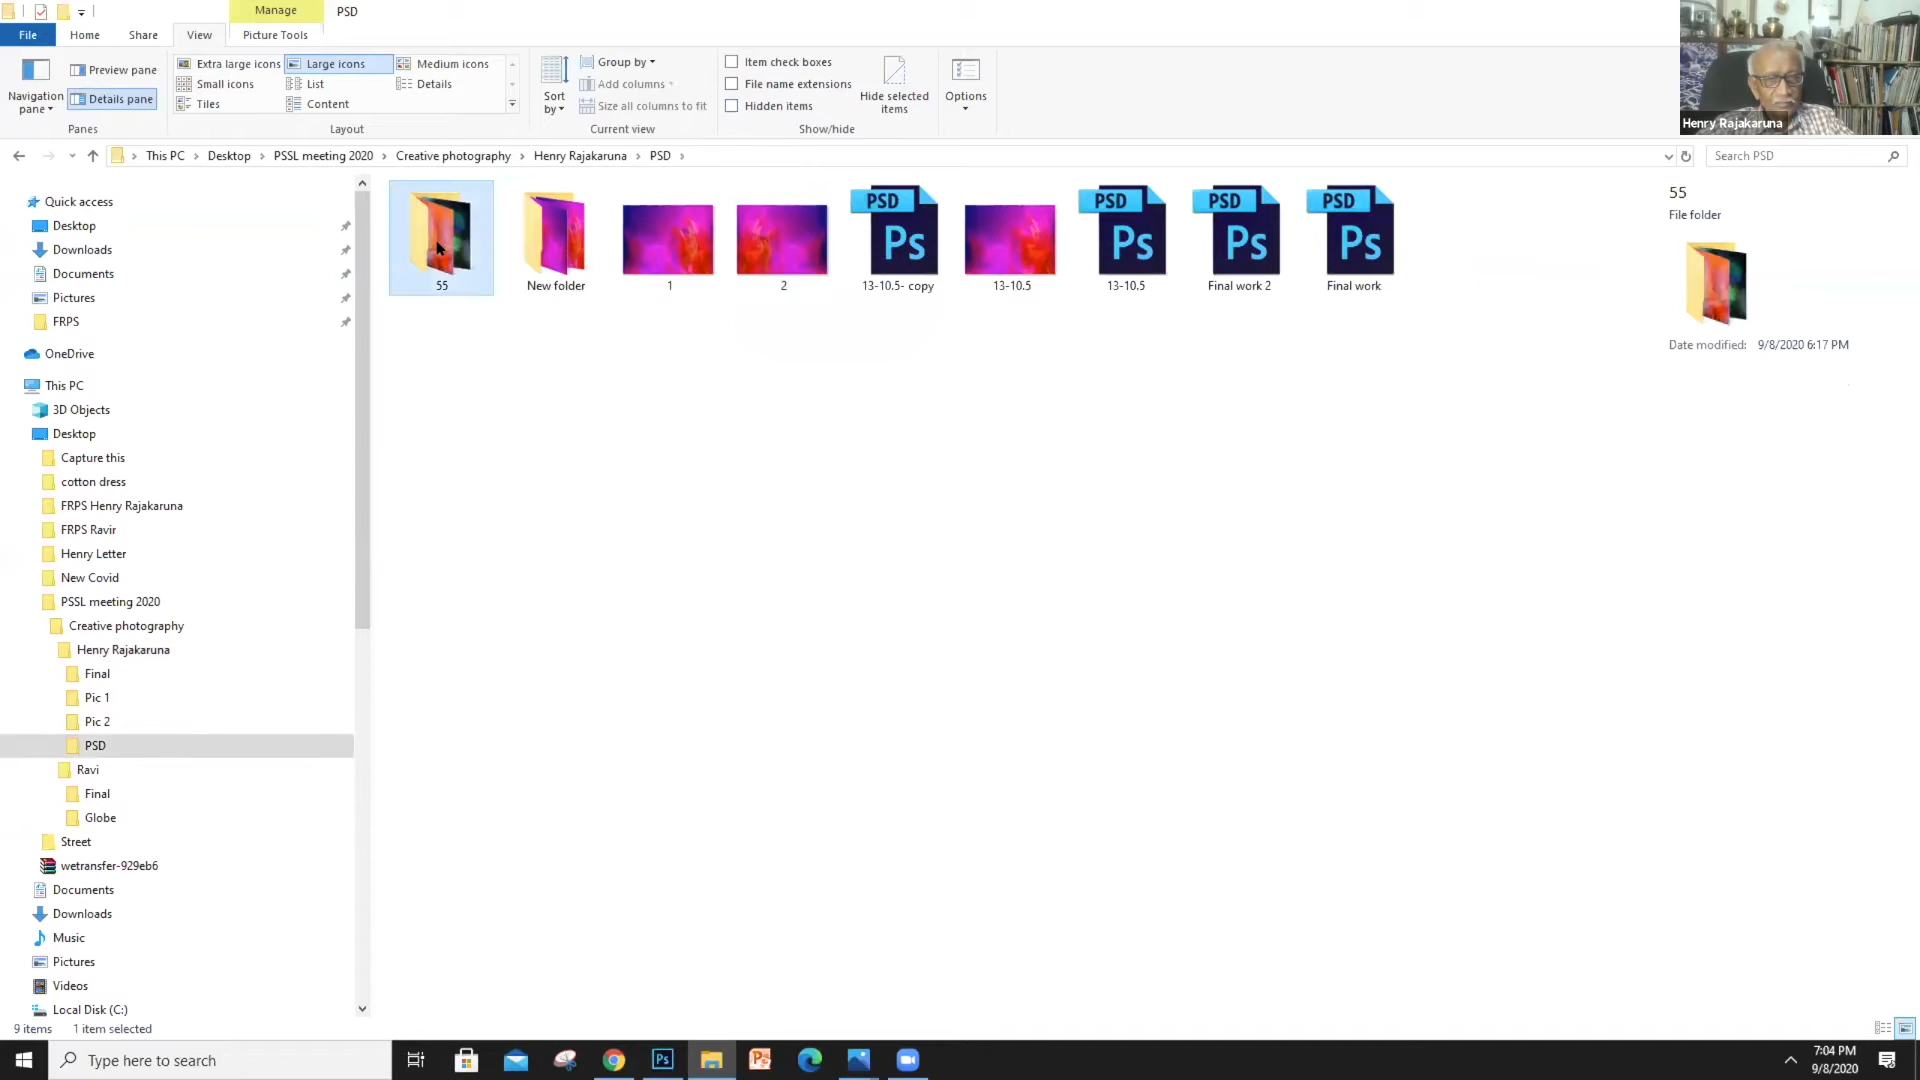 Manage
PSD
File
Home
Share
View
Picture Tools
Navigation pane
Preview pane
Details pane
Panes
Extra large icons
Large icons
Medium icons
Small icons
List
Details
Tiles
Content
Layout
Sort by
Group by
Add columns
Size all columns to fit
Current view
Item check boxes
File name extensions
Hidden items
Hide selected items
Show/hide
Options
Henry Rajakaruna
This PC
Desktop
PSSL meeting 2020
Creative photography
Henry Rajakaruna
PSD
Search PSD
Quick access
Desktop
Downloads
Documents
Pictures
FRPS
OneDrive
This PC
3D Objects
Desktop
Capture this
cotton dress
FRPS Henry Rajakaruna
FRPS Ravir
Henry Letter
New Covid
PSSL meeting 2020
Creative photography
Henry Rajakaruna
Final
Pic 1
Pic 2
PSD
Ravi
Final
Globe
Street
wetransfer-929eb6
Documents
Downloads
Music
Pictures
Videos
Local Disk (C:)
PSD
Ps
PSD
Ps
PSD
Ps
PSD
Ps
55
New folder
1
2
13-10.5- copy
13-10.5
13-10.5
Final work 2
Final work
55
File folder
Date modified: 9/8/2020 6:17 PM
9 items
1 item selected
Type here to search
Ps
7:04 PM
9/8/2020